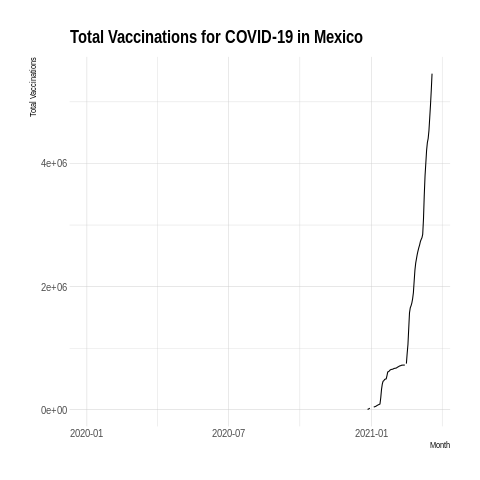 Total Vaccinations for COVID-19 in Mexico
Total Vaccinations
4e+06
2e+06
0e+00
2020-01
2020-07
2021-01
Month